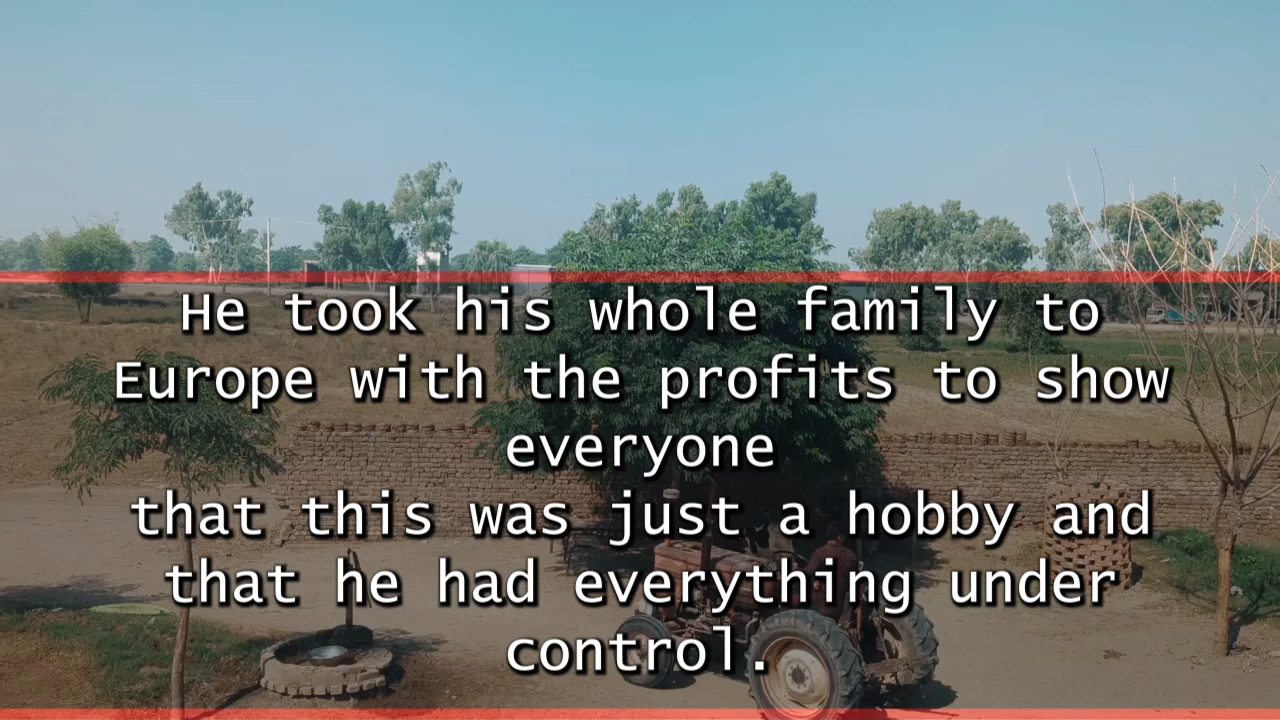 He took his whole family to
Europe with the profits to show
everyone
that this was just a hobby and
that he had everything under
control.